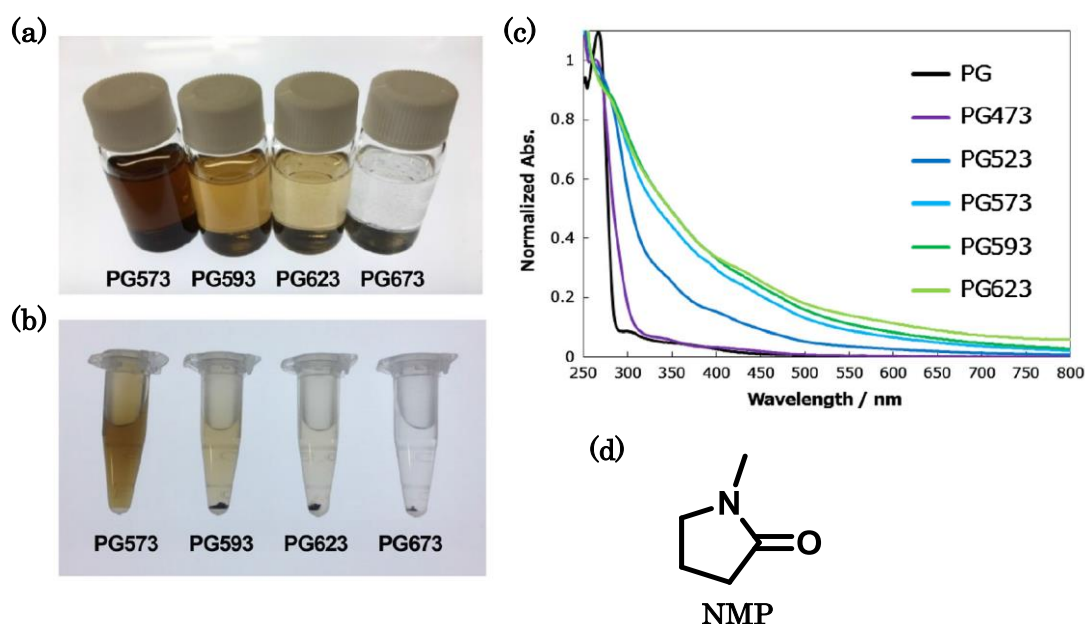 (a)
PG573 PG593 PG623 PG673
(b)
PG573 PG593 PG623 PG673
(c)
Normalized Abs.
1
0.8
0.6
0.4
0.2
0
250 300 350 400 450 500 550 600 650 700 750 800
Wavelength / nm
PG
PG473
PG523
PG573
PG593
PG623
(d)
N
O
NMP